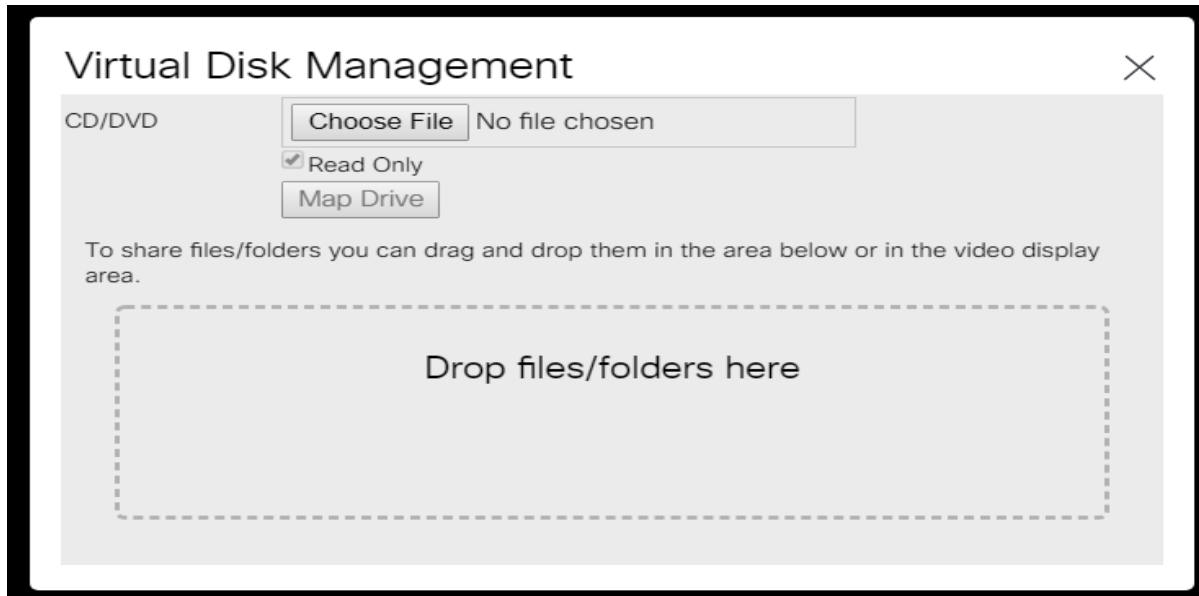 Virtual Disk Management
CD/DVD
Choose File No file chosen
Read Only
Map Drive
To share files/folders you can drag and drop them in the area below or in the video display
area.
Drop files/folders here